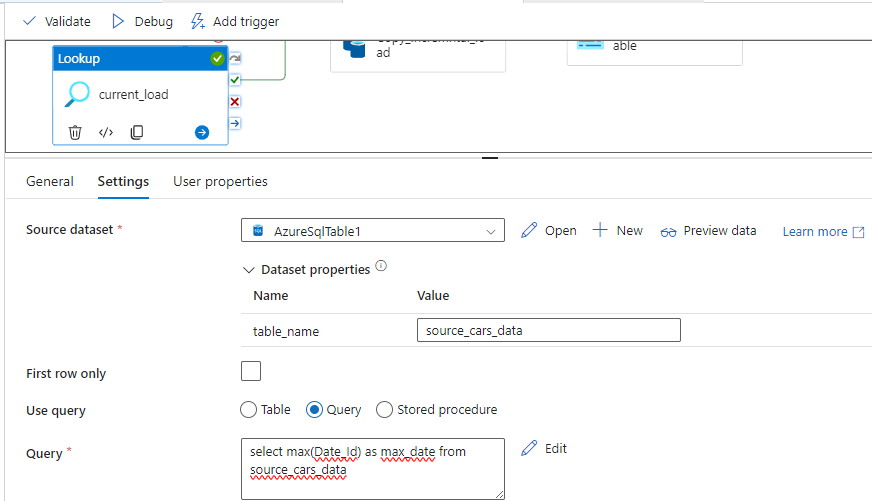 Validate Debug Add trigger
Lookup
current_load
ad
able
General Settings User properties
Source dataset * AzureSqlTable1 Open New Preview data Learn more
Dataset properties
Name Value
table_name source_cars_data
First row only
Use query Table Query Stored procedure
Query * select max(Date_Id) as max_date from Edit
source_cars_data